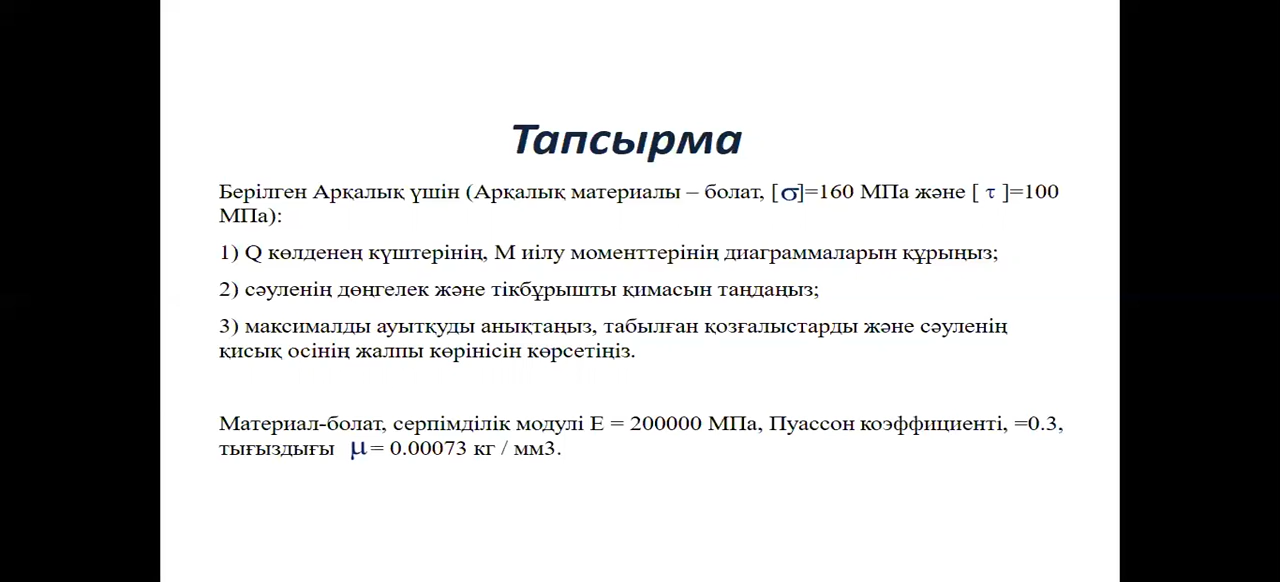 Тапсырма
Берілген Арқалық үшін (Арқалық материалы – болат, [σ]=160 МПа және [ τ ]=100
МПа):
1) Q көлденең күштерінің, М иілу моменттерінің диаграммаларын құрыңыз;
2) сәуленің дөңгелек және тікбұрышты қимасын таңдаңыз;
3) максималды ауытқуды анықтаңыз, табылған қозғалыстарды және сәуленің
қисық осінің жалпы көрінісін көрсетіңіз.
Материал-болат, серпімділік модулі Е = 200000 МПа, Пуассон коэффициенті, =0.3,
тығыздығы μ = 0.00073 кг / мм3.